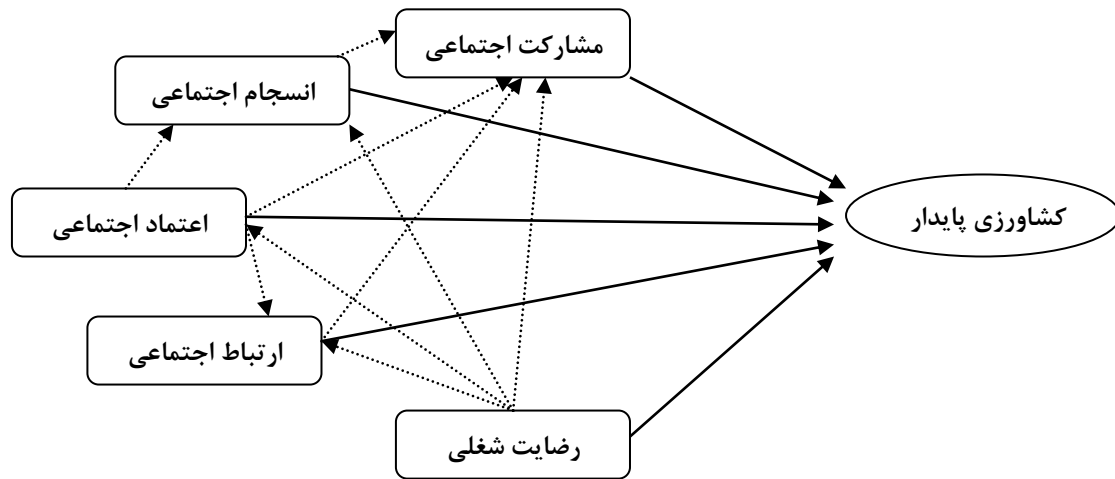 مشارکت اجتماعی
انسجام اجتماعی
اعتماد اجتماعی
کشاورزی پایدار
ارتباط اجتماعی
رضایت شغلی